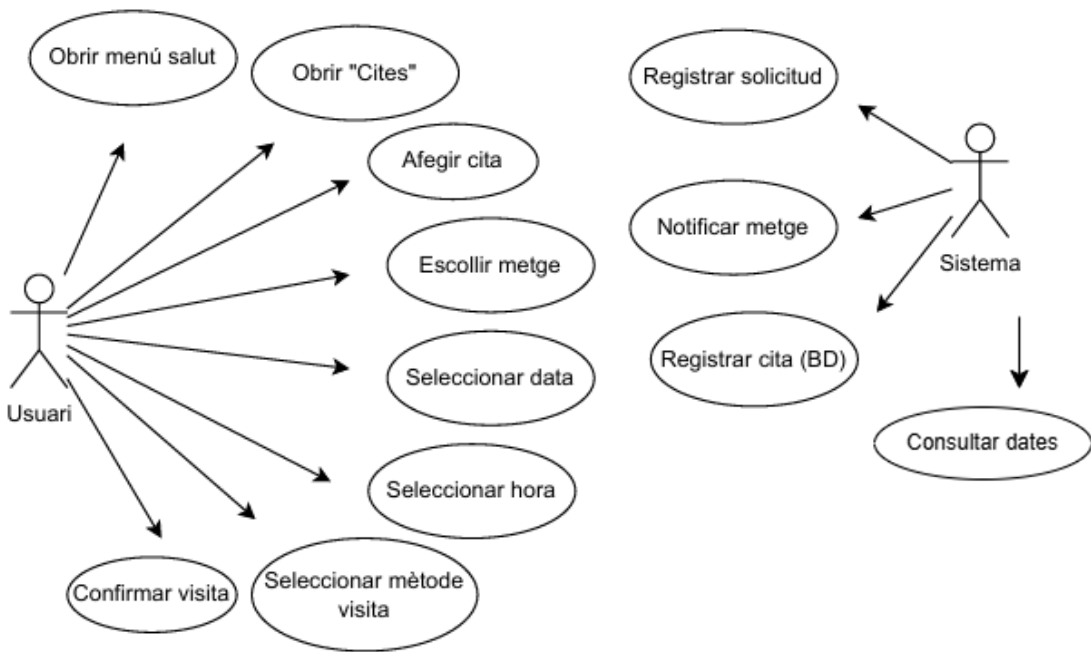 Obrir menú salut
Obrir "Cites"
Afegir cita
Escollir metge
Seleccionar data
Seleccionar hora
Seleccionar mètode
visita
Confirmar visita
Usuari
Registrar solicitud
Notificar metge
Registrar cita (BD)
Sistema
Consultar dates